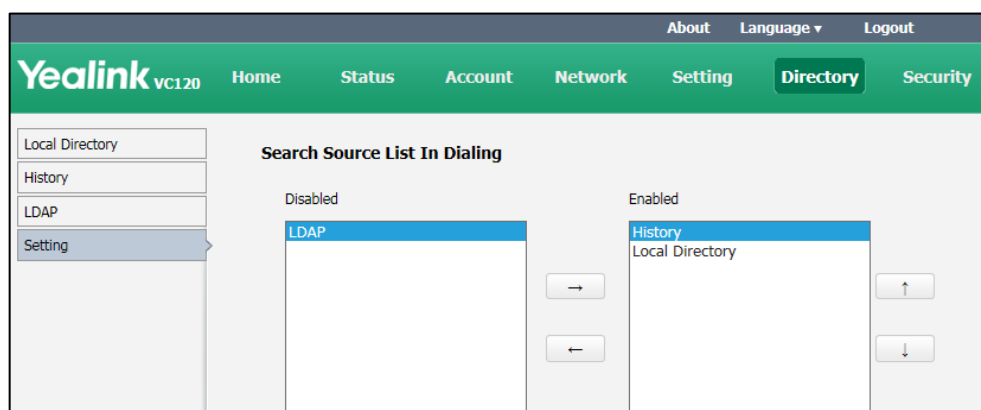 About Language ▾ Logout
Yealink VC120 Home Status Account Network Setting Directory Security
Local Directory
History
LDAP
Setting
Search Source List In Dialing
Disabled Enabled
LDAP History
Local Directory
→ ↑
← ↓